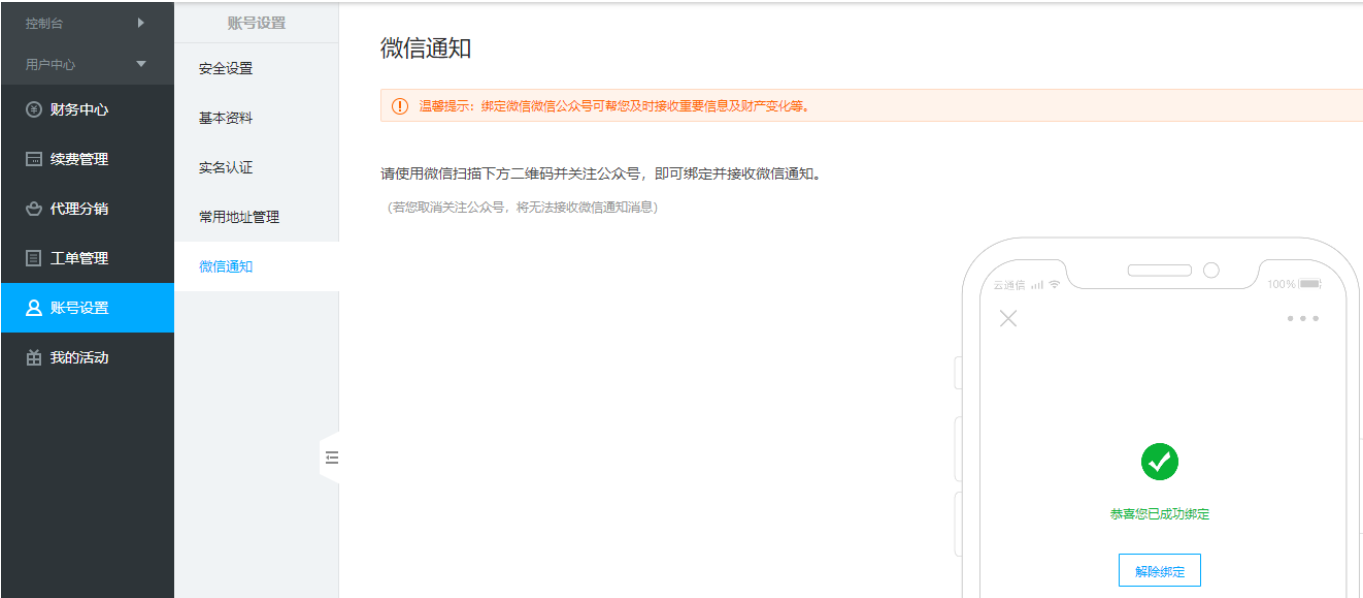 控制台
用户中心
财务中心
续费管理
代理分销
工单管理
账号设置
我的活动
账号设置
安全设置
基本资料
实名认证
常用地址管理
微信通知
微信通知
温馨提示：绑定微信微信公众号可帮您及时接收重要信息及财产变化等。
请使用微信扫描下方二维码并关注公众号，即可绑定并接收微信通知。
（若您取消关注公众号，将无法接收微信通知消息）
云通信 100%
恭喜您已成功绑定
解除绑定